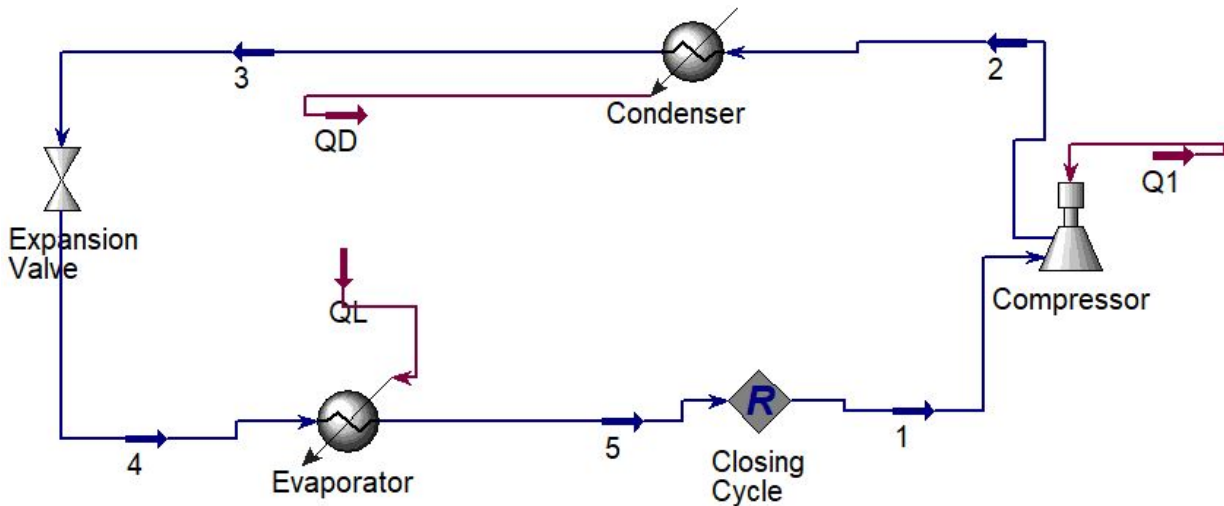 3
2
Condenser
QD
Q1
Expansion
Valve
QL
Compressor
R
4
5
1
Evaporator
Closing
Cycle